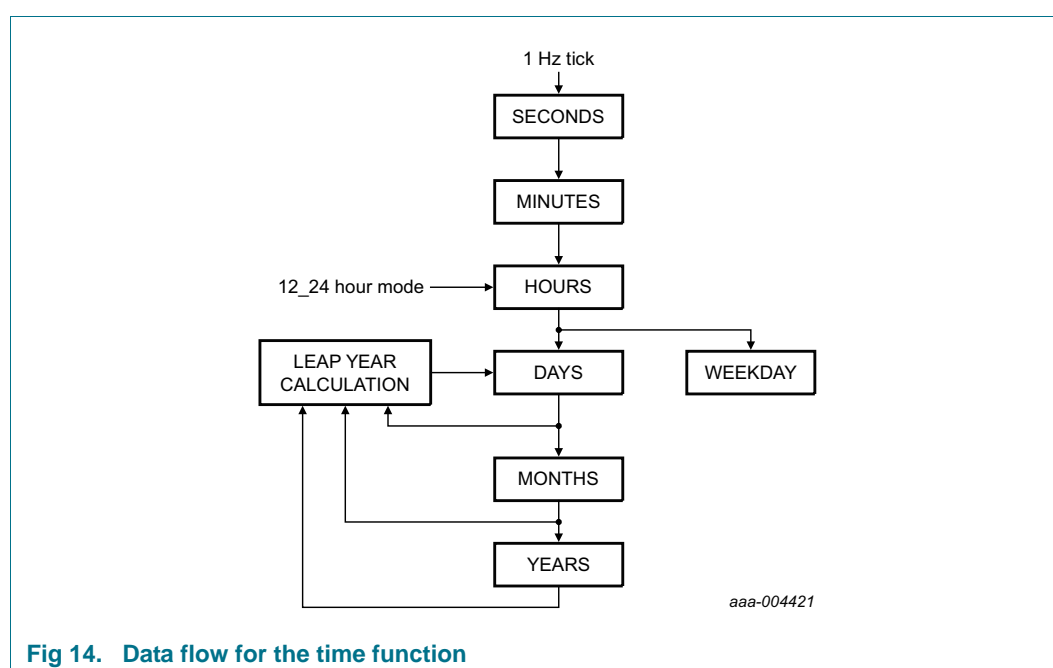 1 Hz tick
SECONDS
MINUTES
12_24 hour mode
HOURS
LEAP YEAR
CALCULATION
DAYS
WEEKDAY
MONTHS
YEARS
aaa-004421
Fig 14. Data flow for the time function